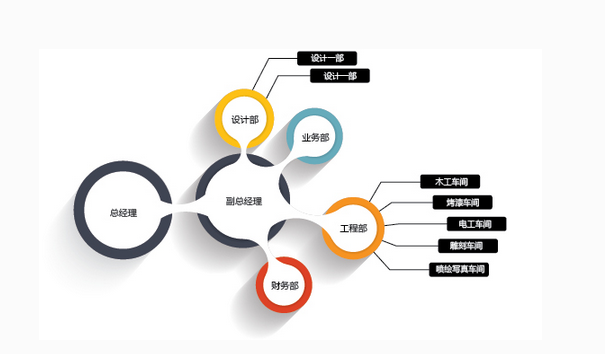 设计一部
设计一部
设计部
业务部
总经理
副总经理
工程部
财务部
木工车间
烤漆车间
电工车间
雕刻车间
喷绘写真车间